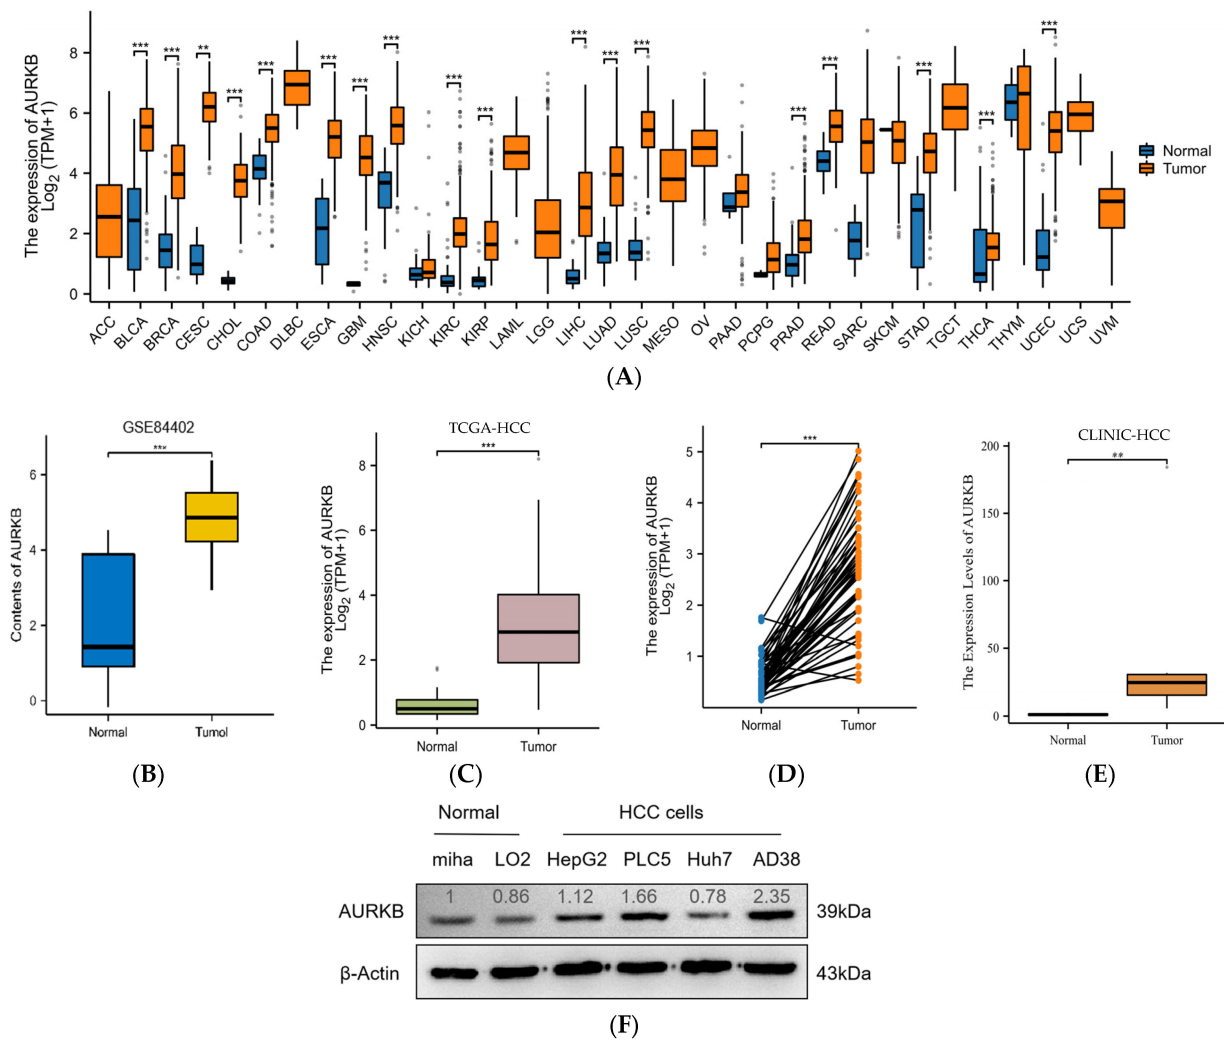 The expression of AURKB
Log2 (TPM+1)
8
6
4
2
0
*** *** ** *** *** *** *** *** *** *** *** *** *** *** *** *** ***
Normal
Tumor
ACC BLCA BRCA CESC CHOL COAD DLBC ESCA GBM HNSC KICH KIRC KIRP LAML LGG LIHC LUAD LUSC MESO OV PAAD PCPG PRAD READ SARC SKCM STAD TGCT THCA THYM UCEC UCS UVM
(A)
GSE84402
***
Contents of AURKB
6
4
2
0
Normal Tumol
(B)
TCGA-HCC
***
The expression of AURKB
Log2 (TPM+1)
8
6
4
2
0
Normal Tumor
(C)
***
The expression of AURKB
Log2 (TPM+1)
5
4
3
2
1
Normal Tumor
(D)
CLINIC-HCC
**
The Expression Levels of AURKB
200
150
100
50
0
Normal Tumor
(E)
Normal HCC cells
miha LO2 HepG2 PLC5 Huh7 AD38
1 0.86 1.12 1.66 0.78 2.35
AURKB 39kDa
β-Actin 43kDa
(F)